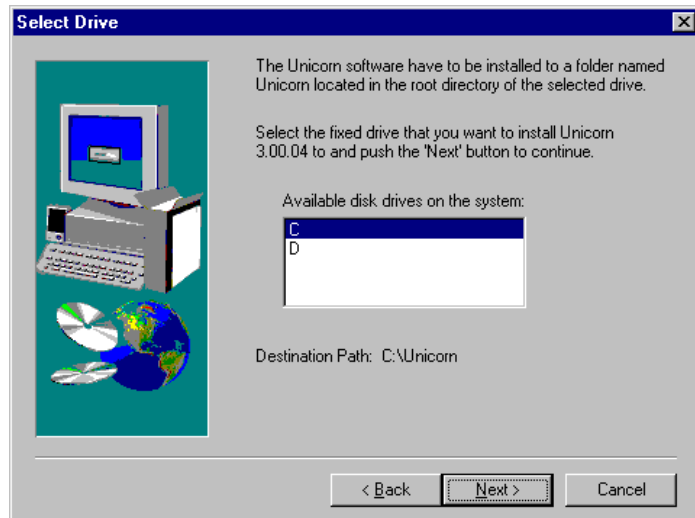 Select Drive
The Unicorn software have to be installed to a folder named
Unicorn located in the root directory of the selected drive.
Select the fixed drive that you want to install Unicorn
3.00.04 to and push the 'Next' button to continue.
Available disk drives on the system:
C
D
Destination Path: C:\Unicorn
< Back
Next >
Cancel